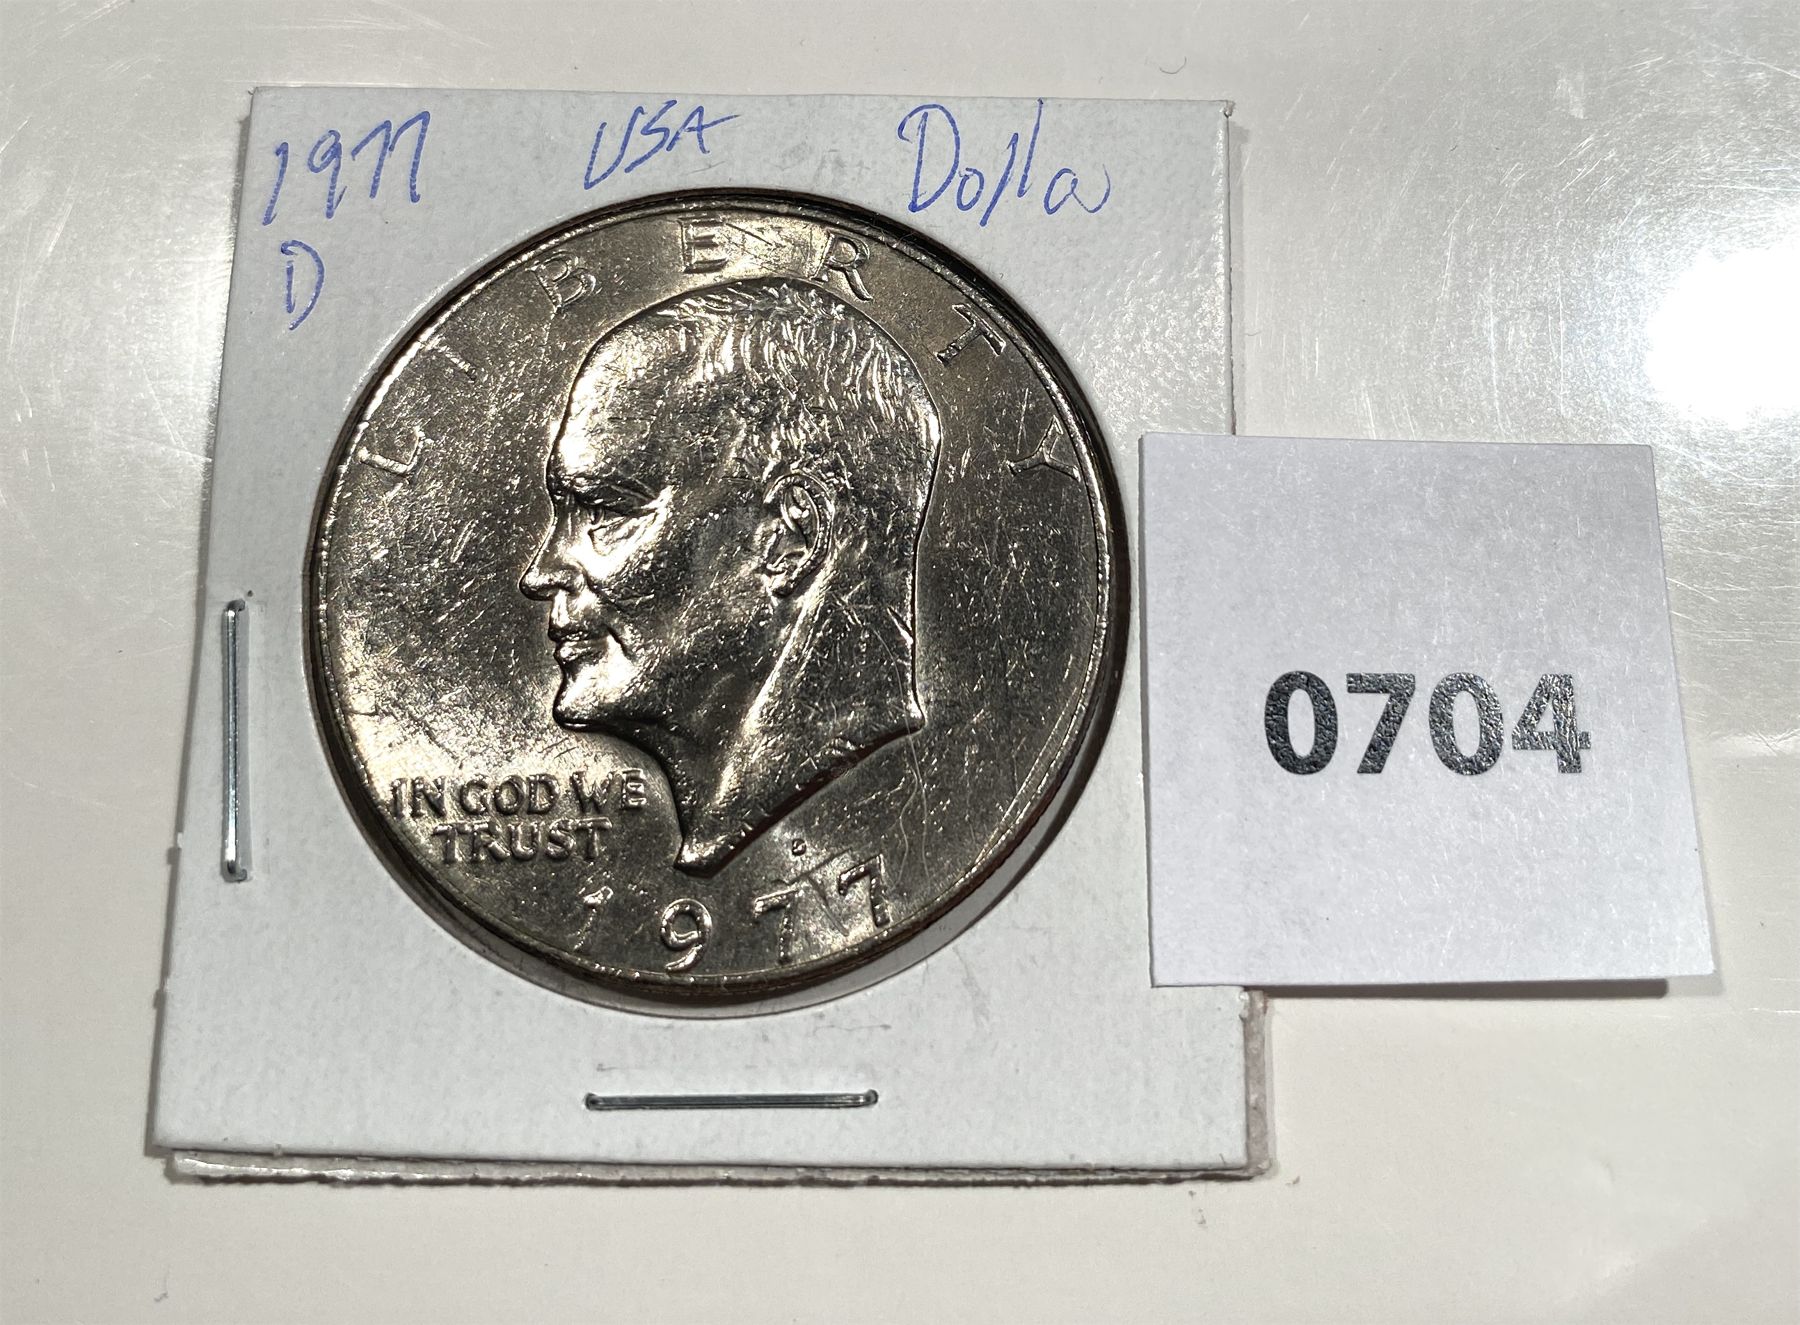 1977 USA Dolla
D
LIBERTY
IN GOD WE
TRUST
D
1977
0704